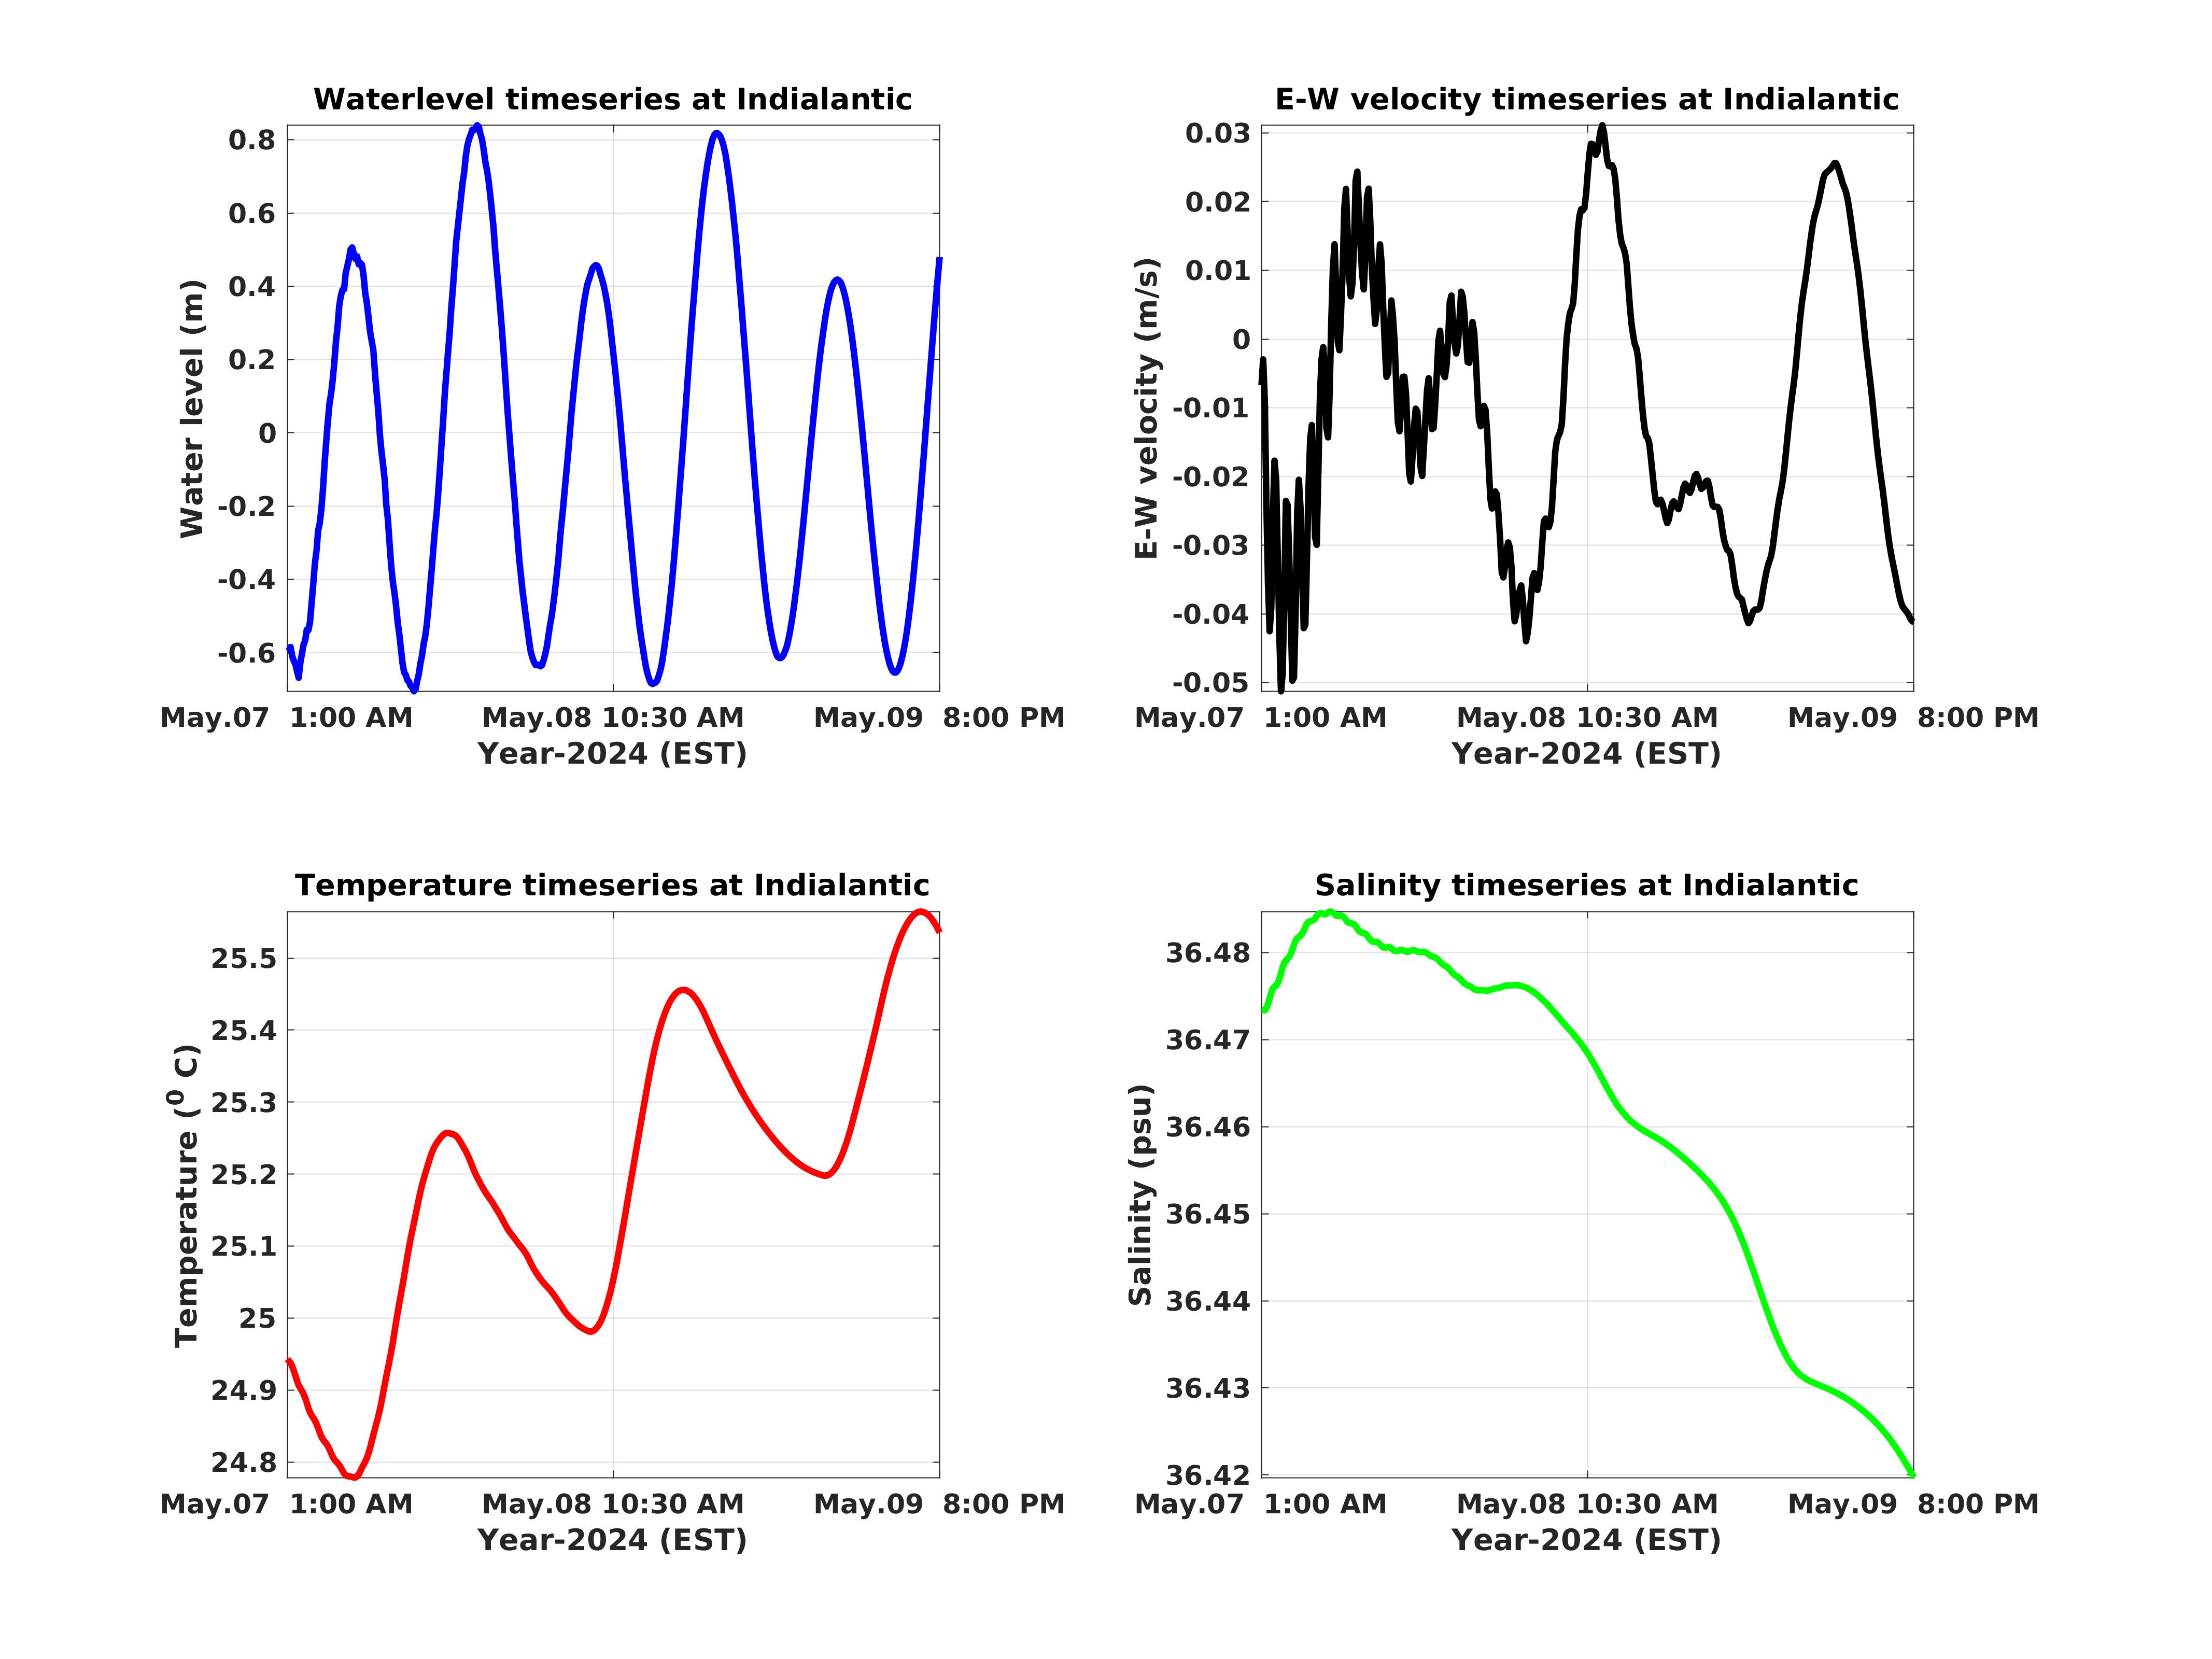 Waterlevel timeseries at Indialantic
0.8
0.6
0.4
0.2
0
-0.2
-0.4
-0.6
Water level (m)
May.07 1:00 AM May.08 10:30 AM May.09 8:00 PM
Year-2024 (EST)
E-W velocity timeseries at Indialantic
0.03
0.02
0.01
0
-0.01
-0.02
-0.03
-0.04
-0.05
E-W velocity (m/s)
May.07 1:00 AM May.08 10:30 AM May.09 8:00 PM
Year-2024 (EST)
Temperature timeseries at Indialantic
25.5
25.4
25.3
25.2
25.1
25
24.9
24.8
Temperature (⁰ C)
May.07 1:00 AM May.08 10:30 AM May.09 8:00 PM
Year-2024 (EST)
Salinity timeseries at Indialantic
36.48
36.47
36.46
36.45
36.44
36.43
36.42
Salinity (psu)
May.07 1:00 AM May.08 10:30 AM May.09 8:00 PM
Year-2024 (EST)